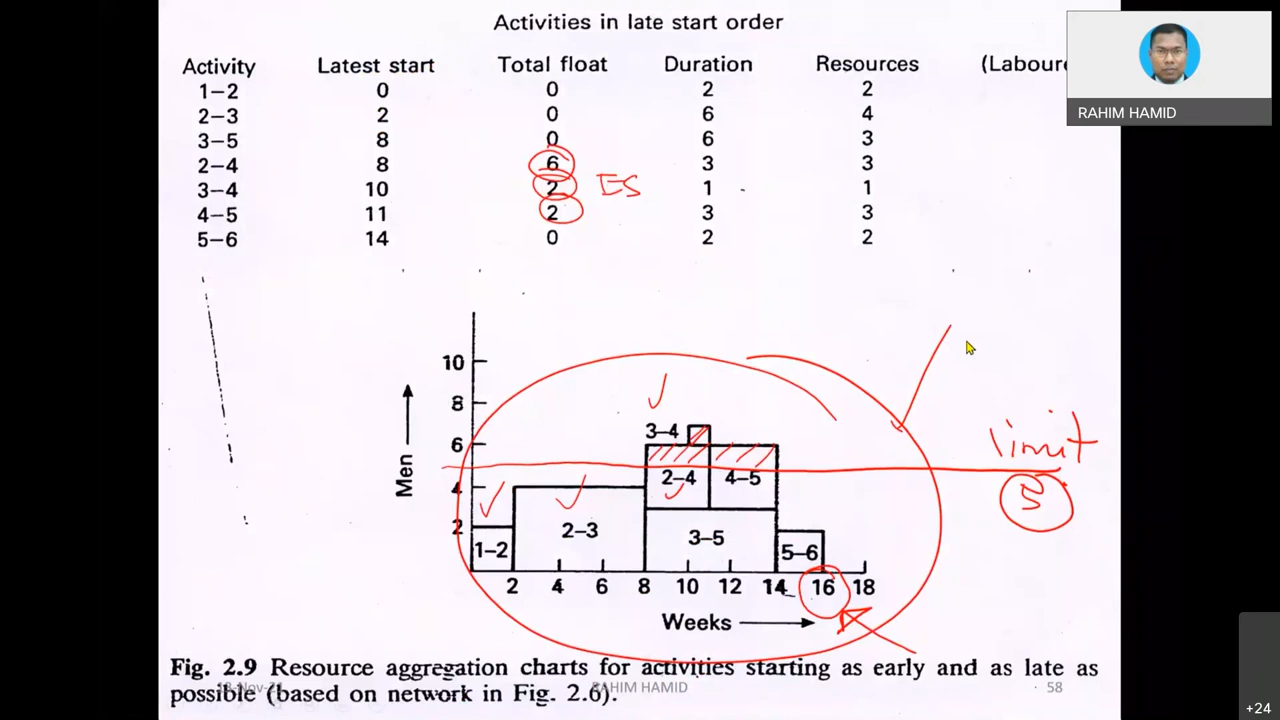 Activities in late start order
Activity Latest start Total float Duration Resources (Laboure
1–2 0 0 2 2
2–3 2 0 6 4
3–5 8 0 6 3
2–4 8 6 3 3
3–4 10 2 1 1
4–5 11 2 3 3
5–6 14 0 2 2
ES
RAHIM HAMID
10
8
6
4
2
Men
3–4
2–4 4–5
2–3
3–5
1–2
5–6
2 4 6 8 10 12 14 16 18
Weeks
limit
5
Fig. 2.9 Resource aggregation charts for activities starting as early and as late as
possible (based on network in Fig. 2.6).
RAHIM HAMID
58
+24